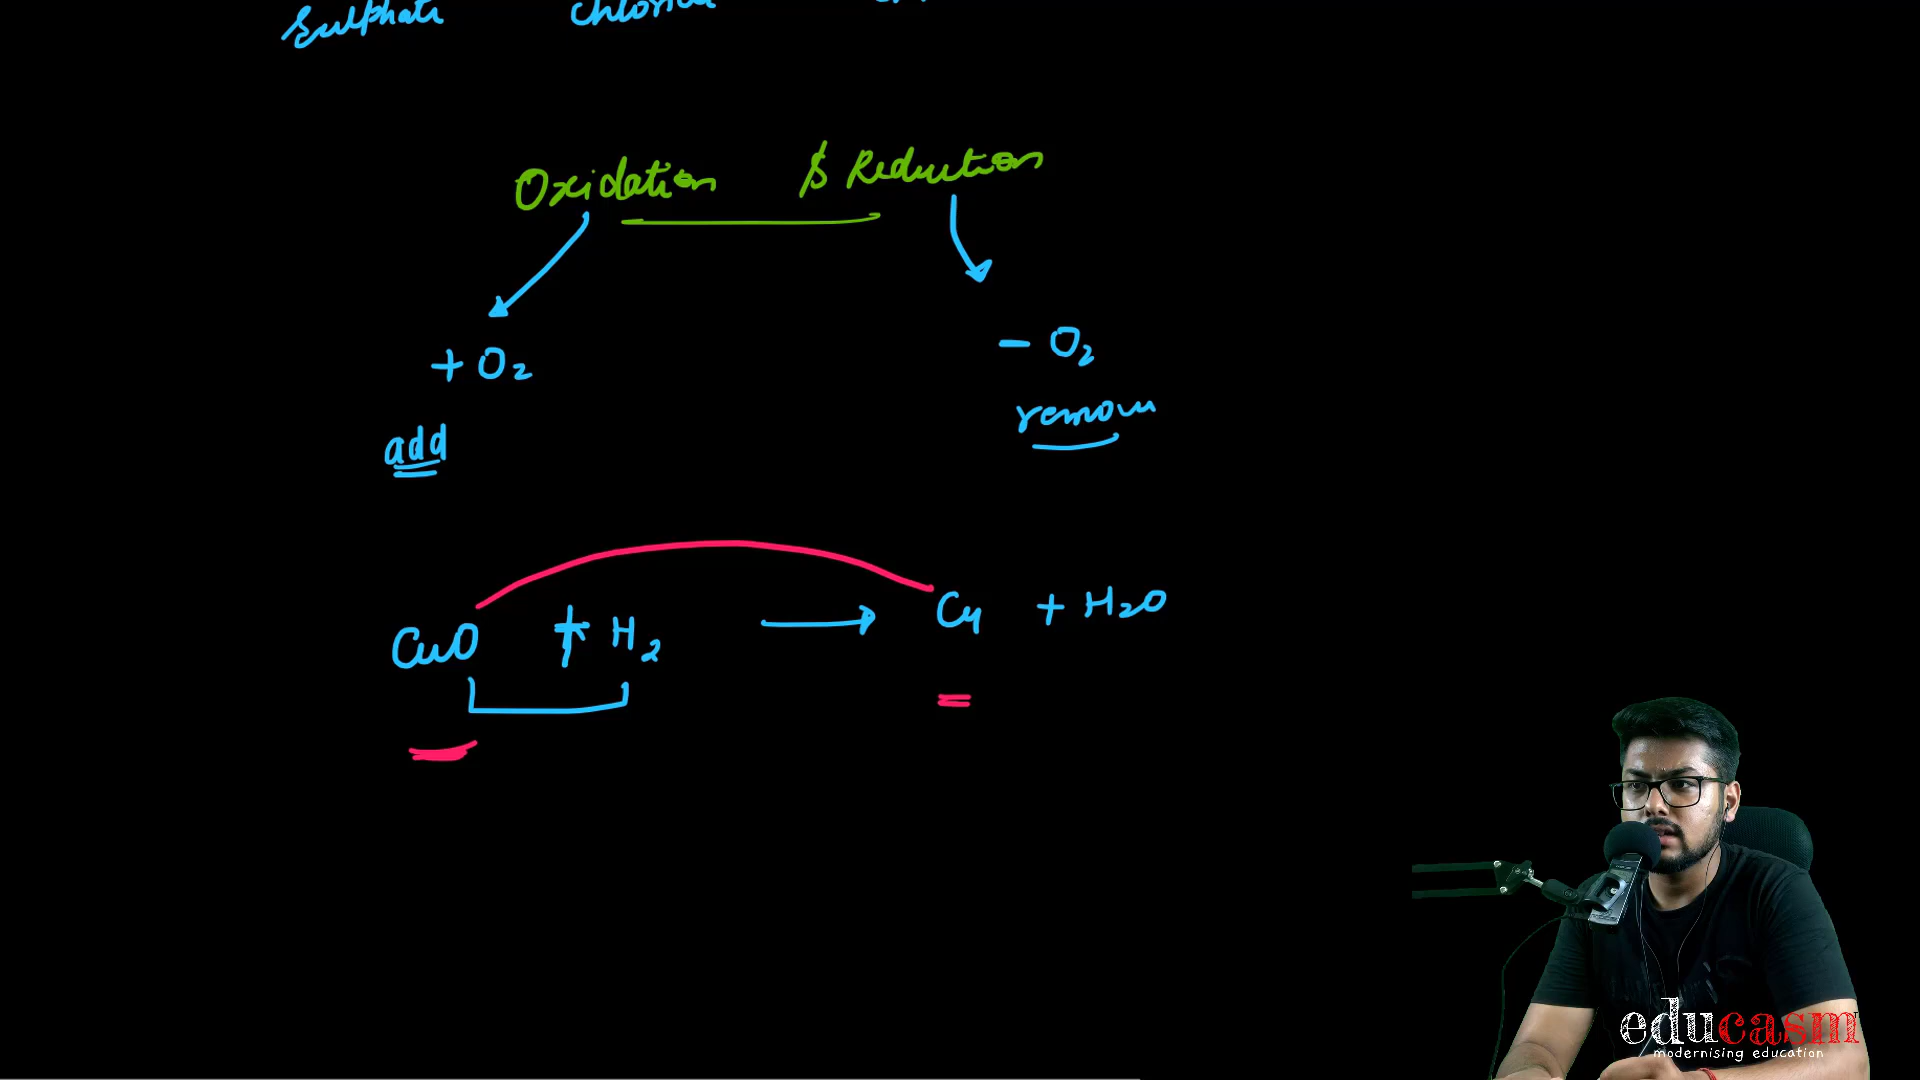 Sulphate Chloride
Oxidation & Reduction
+ O2 - O2
add remove
CuO + H2 → Cu + H2O
educasm
modernising education